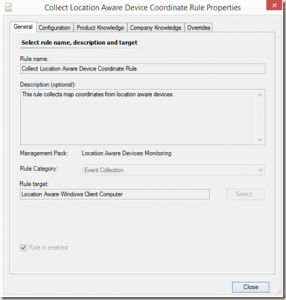 Collect Location Aware Device Coordinate Rule Properties
General Configuration Product Knowledge Company Knowledge Overrides
Select rule name, description and target
Rule name:
Collect Location Aware Device Coordinate Rule
Description (optional):
This rule collects map coordinates from location aware devices.
Management Pack: Location Aware Devices Monitoring
Rule Category: Event Collection
Rule target:
Location Aware Windows Client Computer Select...
Rule is enabled
Close